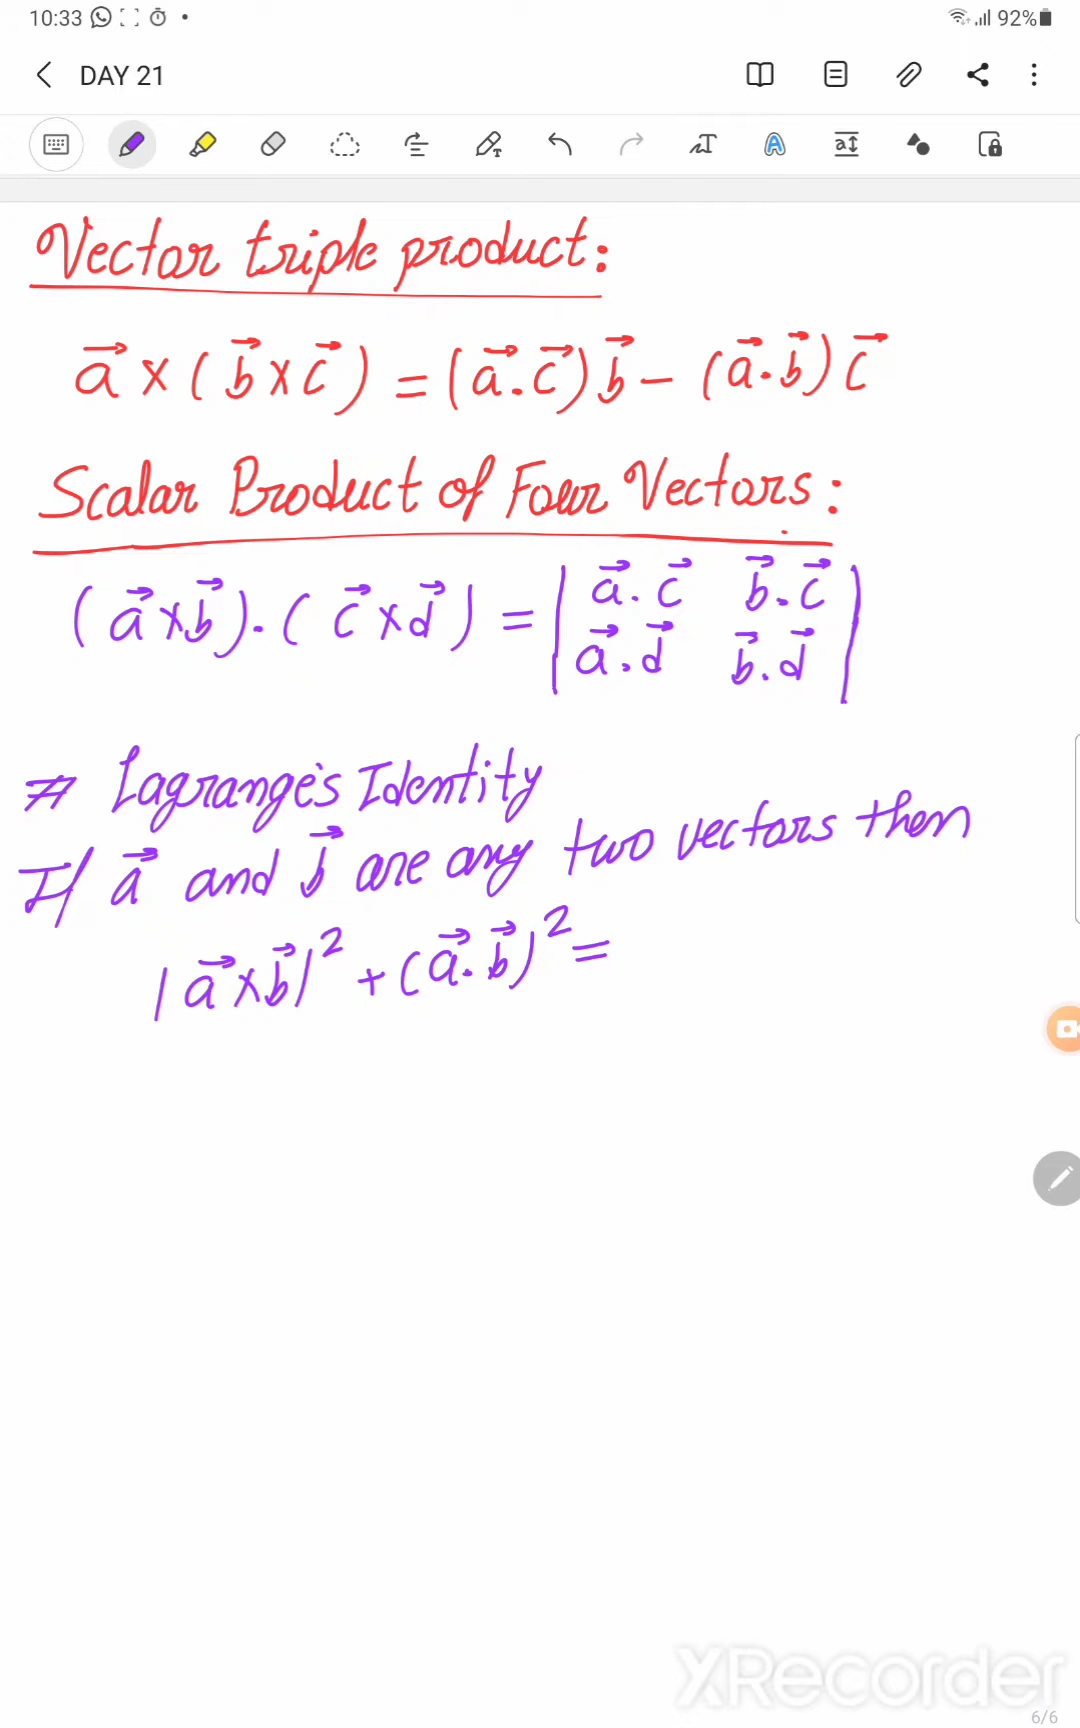 10:33 92%
DAY 21
Vector triple product:
a⃗ × ( b⃗ × c⃗ ) = (a⃗ . c⃗) b⃗ − (a⃗ . b⃗) c⃗
Scalar Product of Four Vectors:
( a⃗ × b⃗ ) . ( c⃗ × d⃗ ) = | a⃗ . c⃗ b⃗ . c⃗ |
| a⃗ . d⃗ b⃗ . d⃗ |
# Lagrange's Identity
If a⃗ and b⃗ are any two vectors then
| a⃗ × b⃗ |² + ( a⃗ . b⃗ )² =
XRecorder
6/6